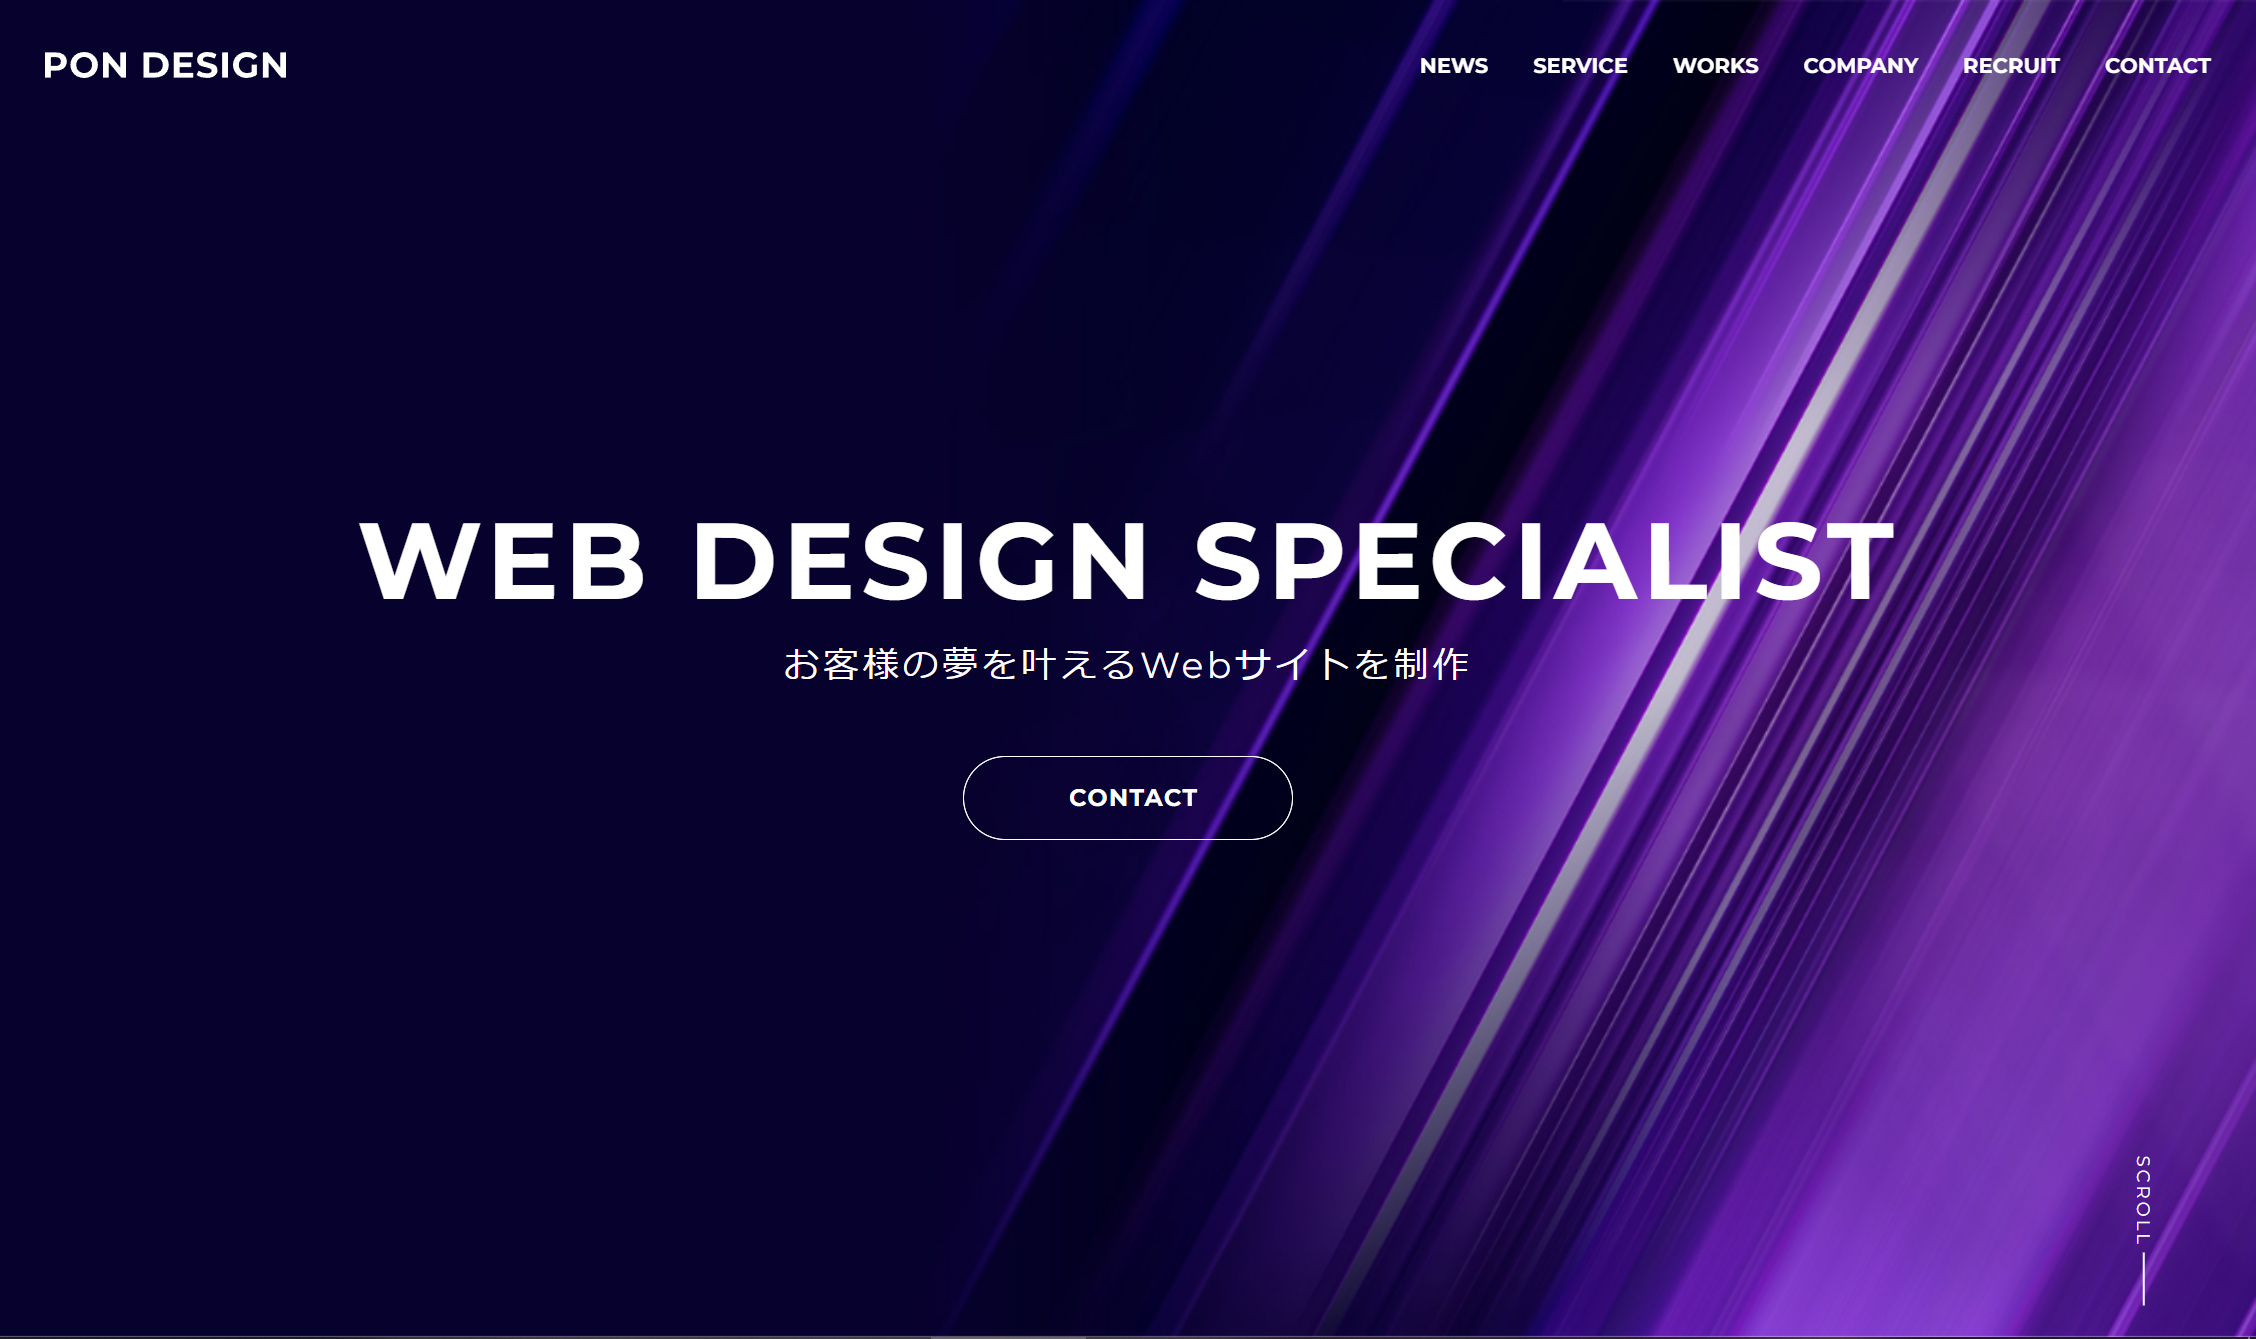 PON DESIGN
NEWS SERVICE WORKS COMPANY RECRUIT CONTACT
WEB DESIGN SPECIALIST
お客様の夢を叶えるWebサイトを制作
CONTACT
SCROLL